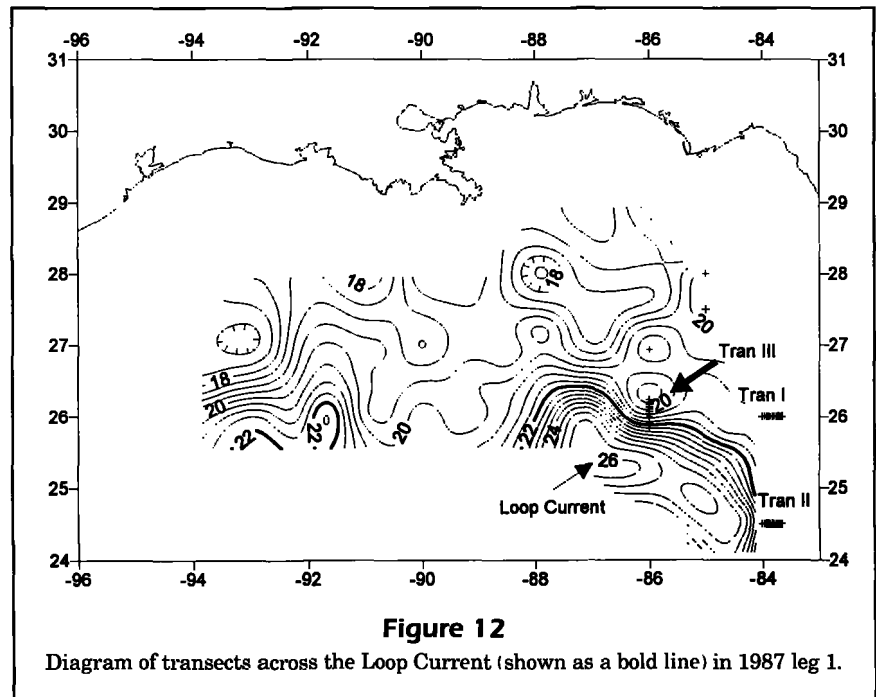 -96 -94 -92 -90 -88 -86 -84
31 31
30 30
29 29
28 18 18 28
20
27 27
Tran III
18
20 Tran I
26 20 26
22 22 20 22 24
26
25 25
Loop Current Tran II
24 24
-96 -94 -92 -90 -88 -86 -84
Figure 12
Diagram of transects across the Loop Current (shown as a bold line) in 1987 leg 1.